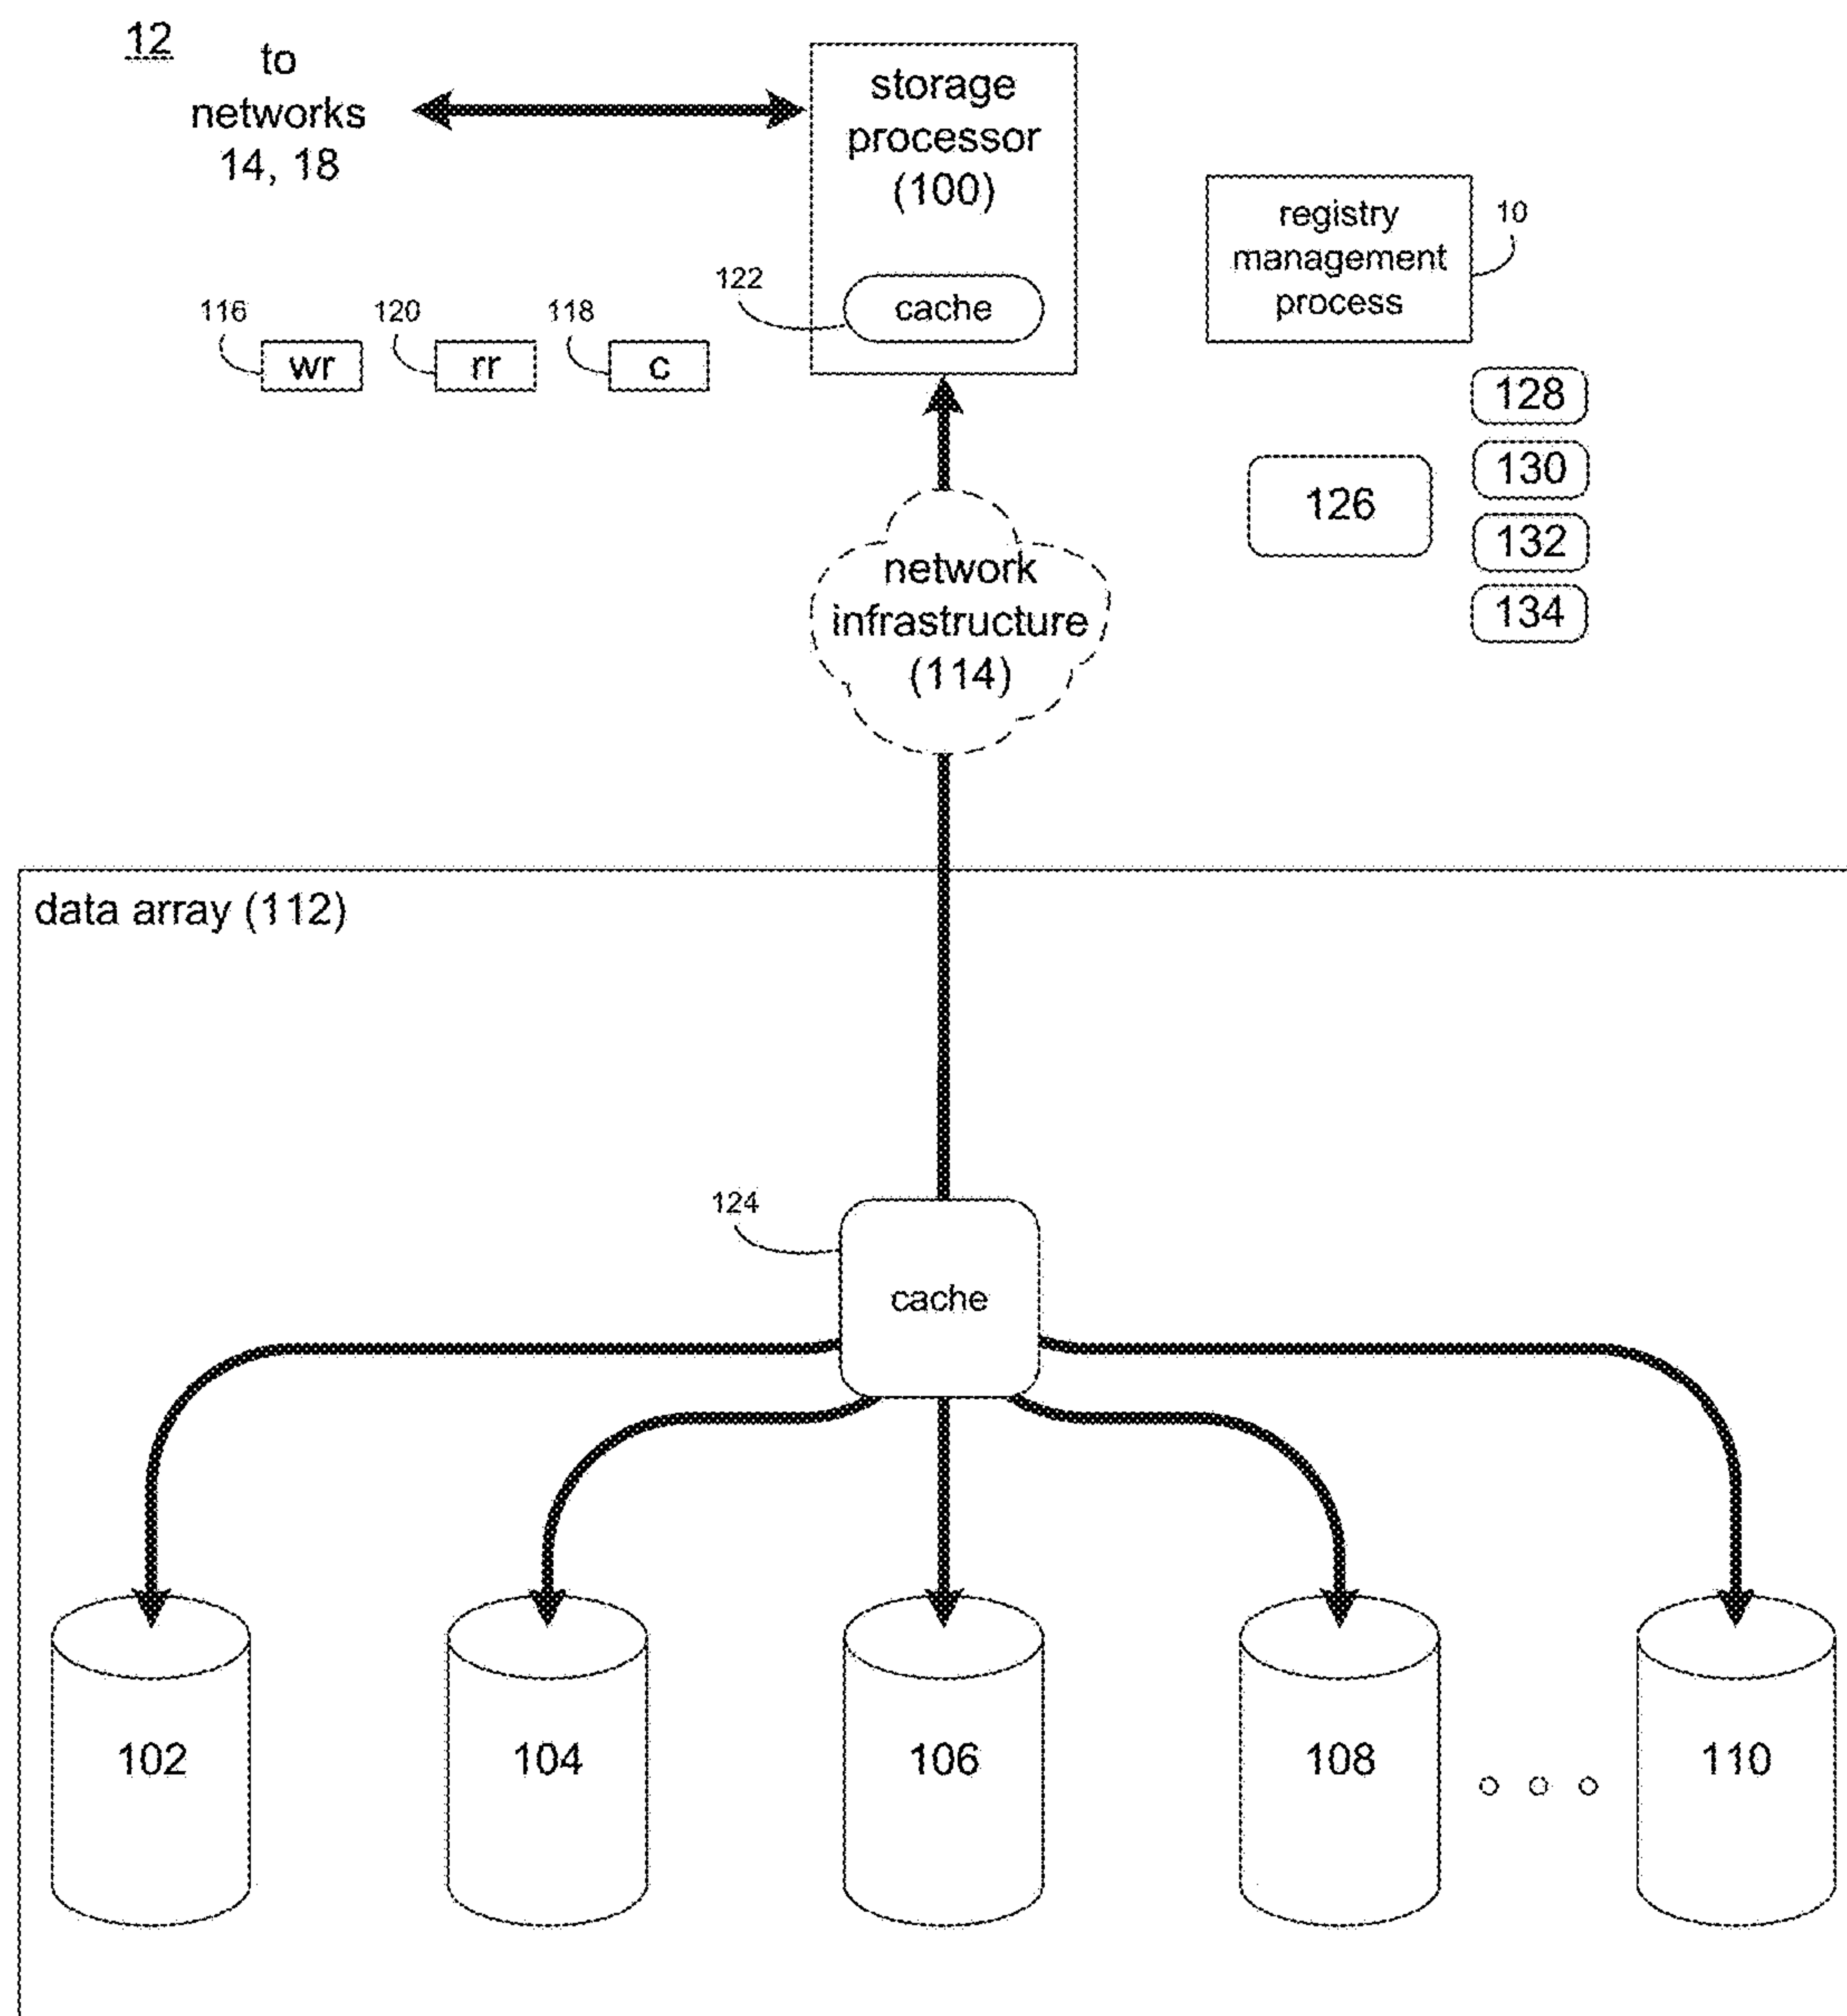 12
to
networks
14, 18
storage
processor
(100)
122
cache
registry
management
process
10
116
wr
120
rr
118
c
128
130
126
132
134
network
infrastructure
(114)
data array (112)
124
cache
102
104
106
108
110